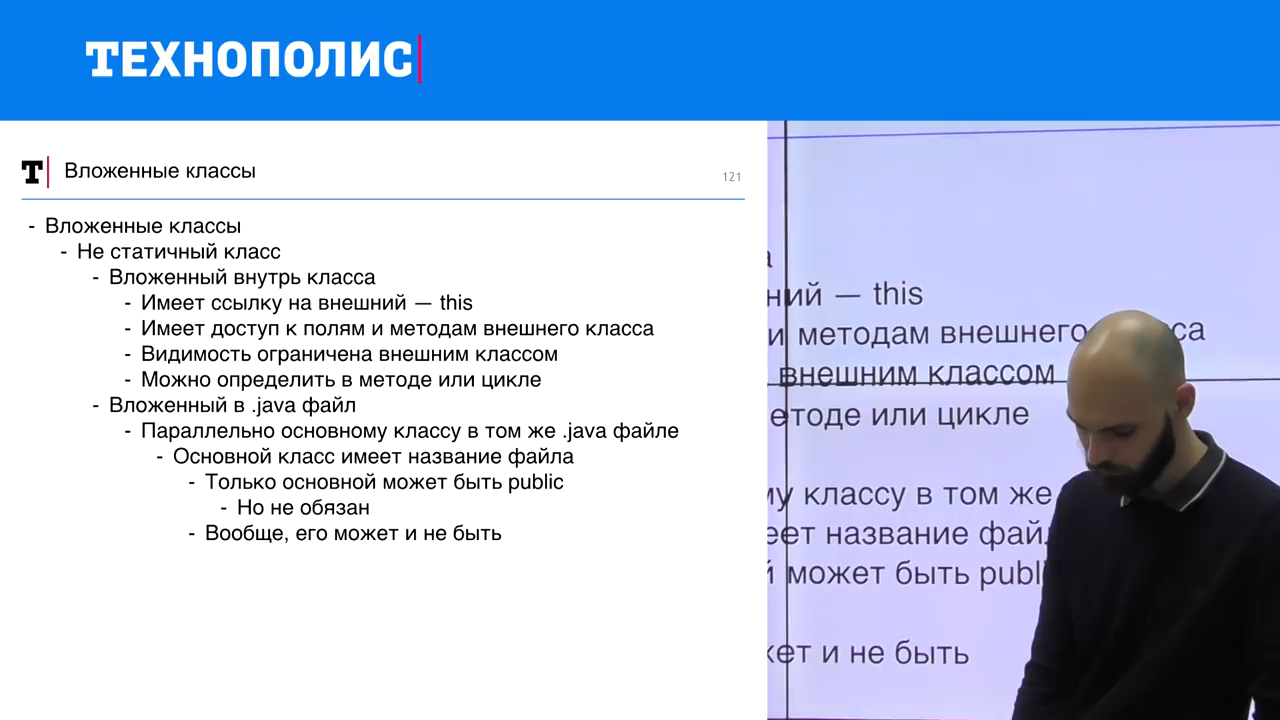 ТЕХНОПОЛИС
Т Вложенные классы
121
- Вложенные классы
- Не статичный класс
- Вложенный внутрь класса
- Имеет ссылку на внешний — this
- Имеет доступ к полям и методам внешнего класса
- Видимость ограничена внешним классом
- Можно определить в методе или цикле
- Вложенный в .java файл
- Параллельно основному классу в том же .java файле
- Основной класс имеет название файла
- Только основной может быть public
- Но не обязан
- Вообще, его может и не быть
а
ний — this
и методам внешнего са
внешним классом
етоде или цикле
му классу в том же
еет название фай
й может быть publi
жет и не быть